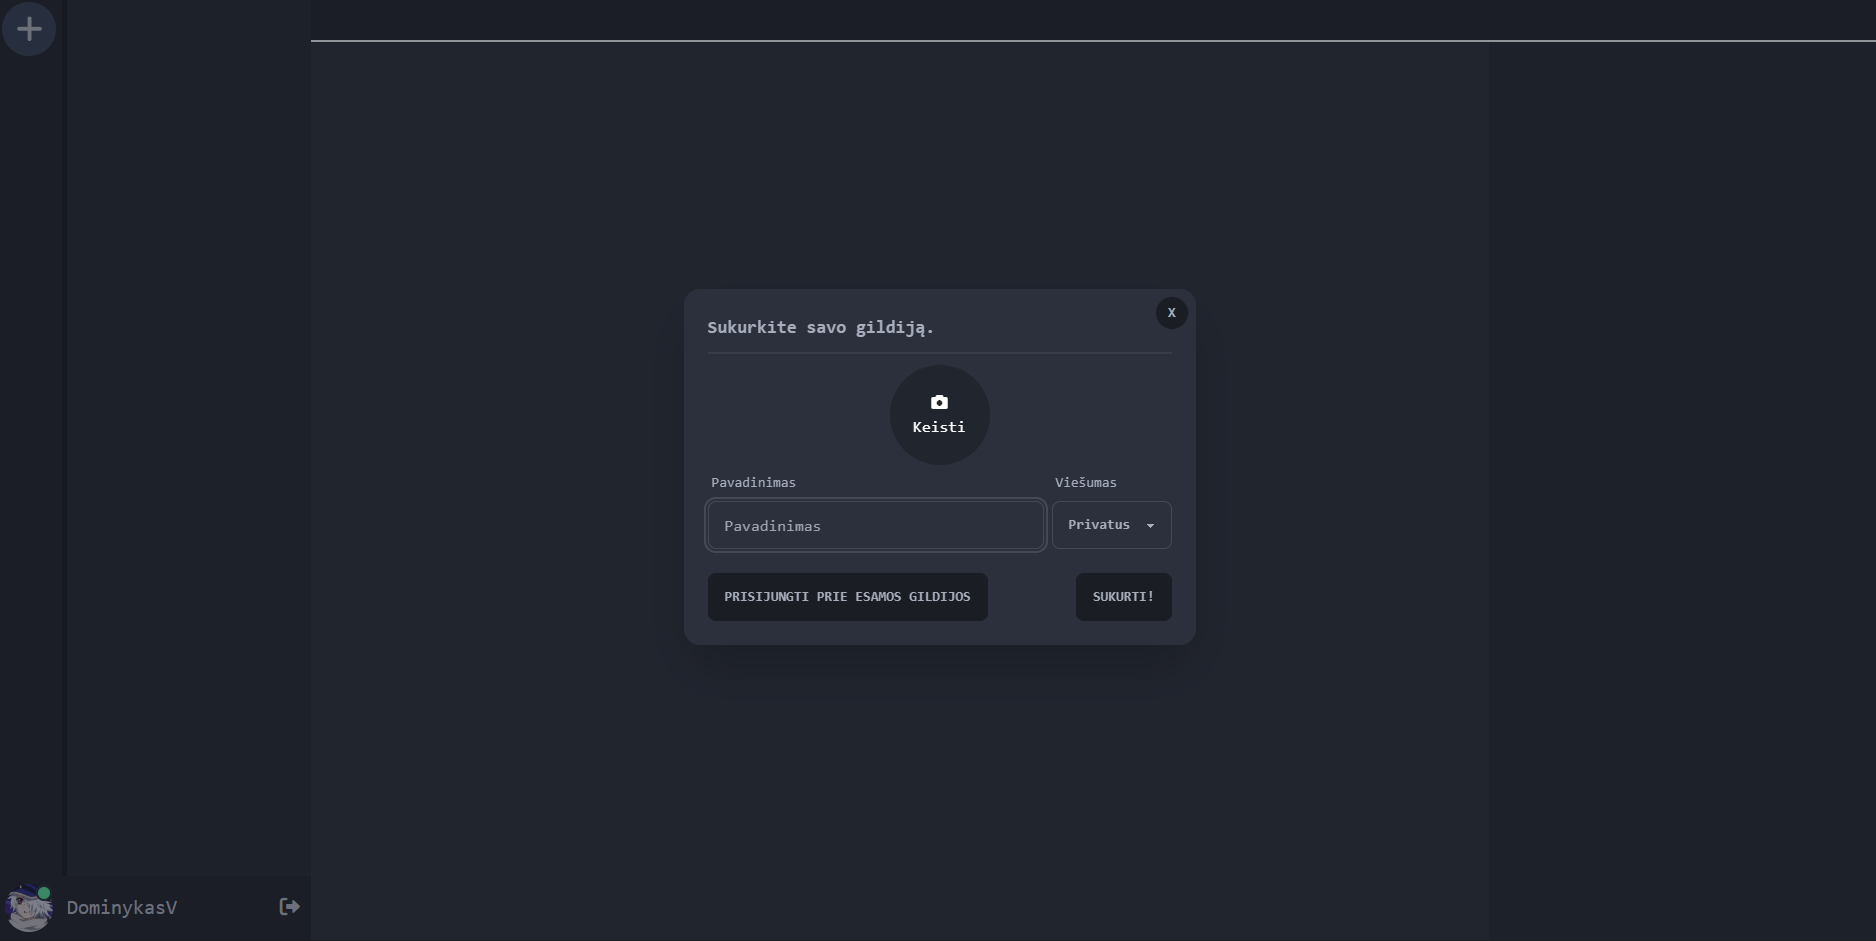 Sukurkite savo gildiją.
X
Keisti
Pavadinimas
Viešumas
Pavadinimas
Privatus
PRISIJUNGTI PRIE ESAMOS GILDIJOS
SUKURTI!
DominykasV